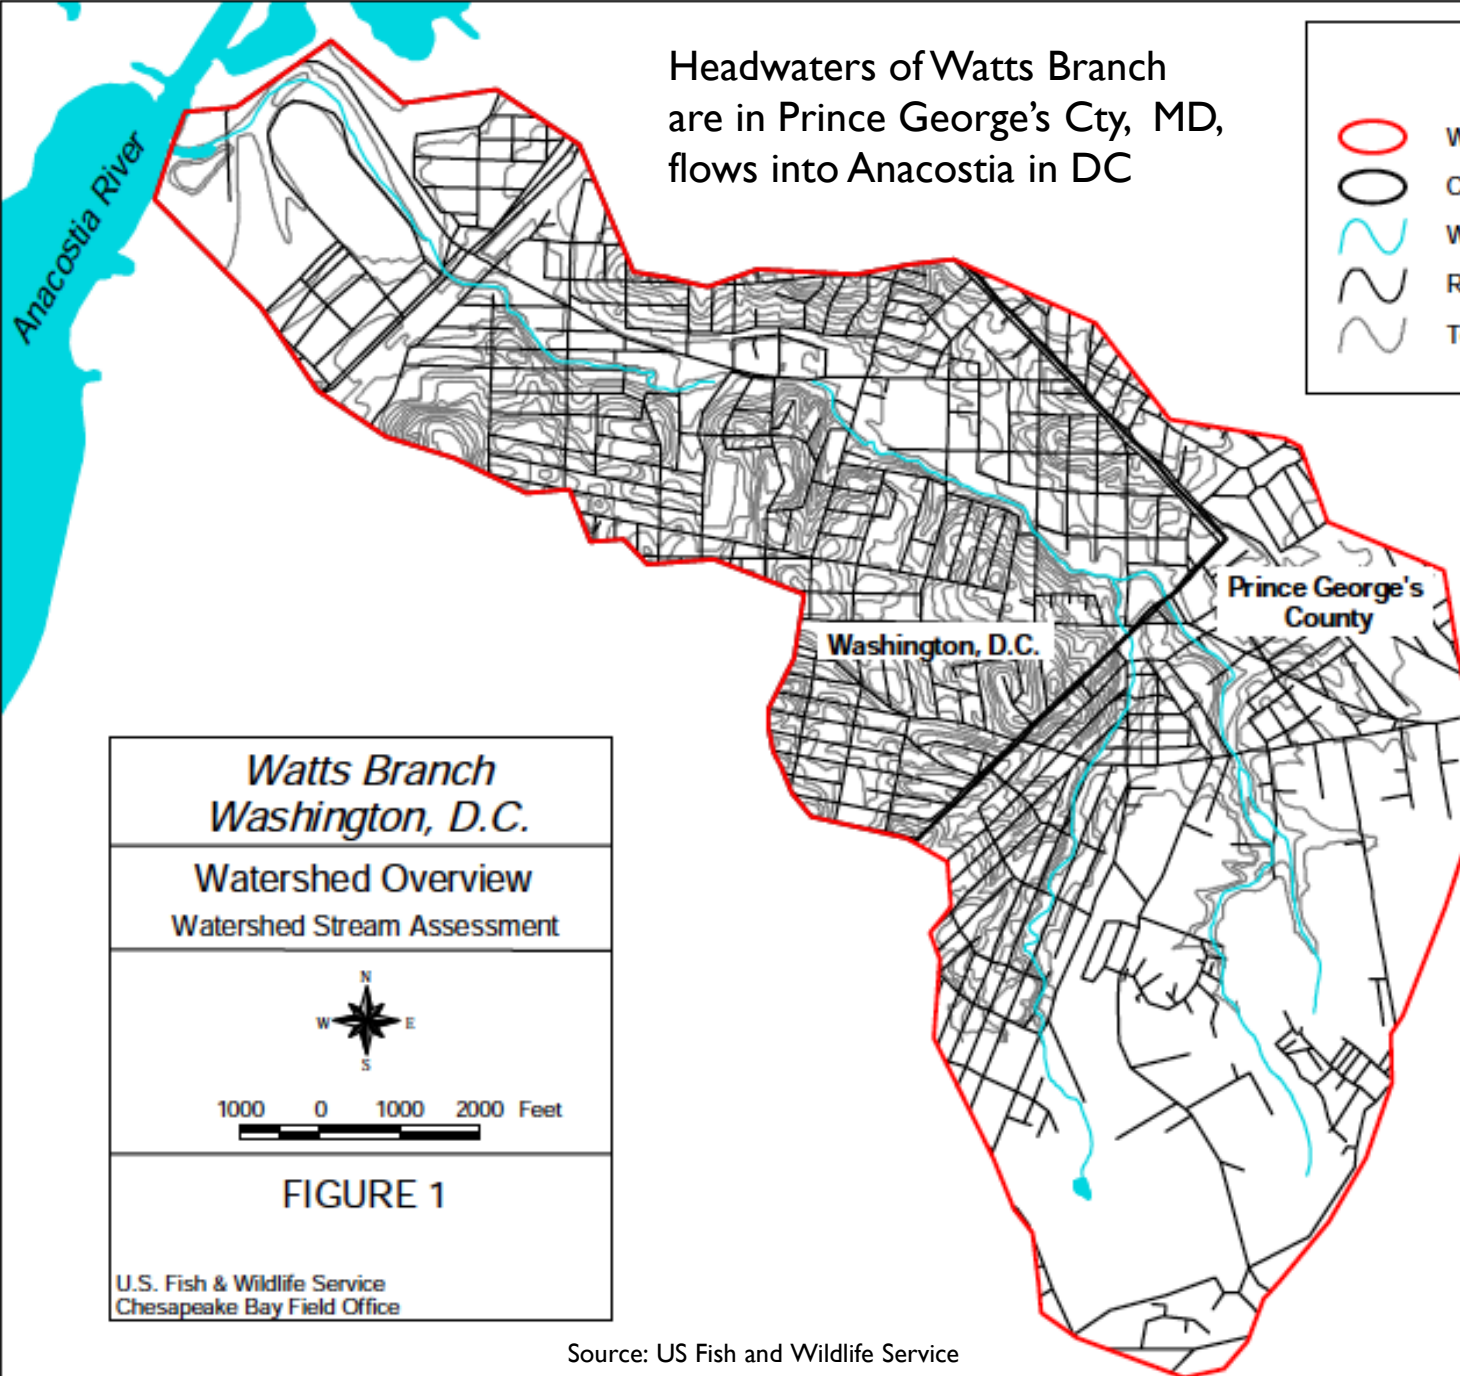 Headwaters of Watts Branch
are in Prince George's Cty, MD,
flows into Anacostia in DC
Anacostia River
Prince George's
County
Washington, D.C.
Watts Branch
Washington, D.C.
Watershed Overview
Watershed Stream Assessment
N
W E
S
1000 0 1000 2000 Feet
FIGURE 1
U.S. Fish & Wildlife Service
Chesapeake Bay Field Office
Source: US Fish and Wildlife Service